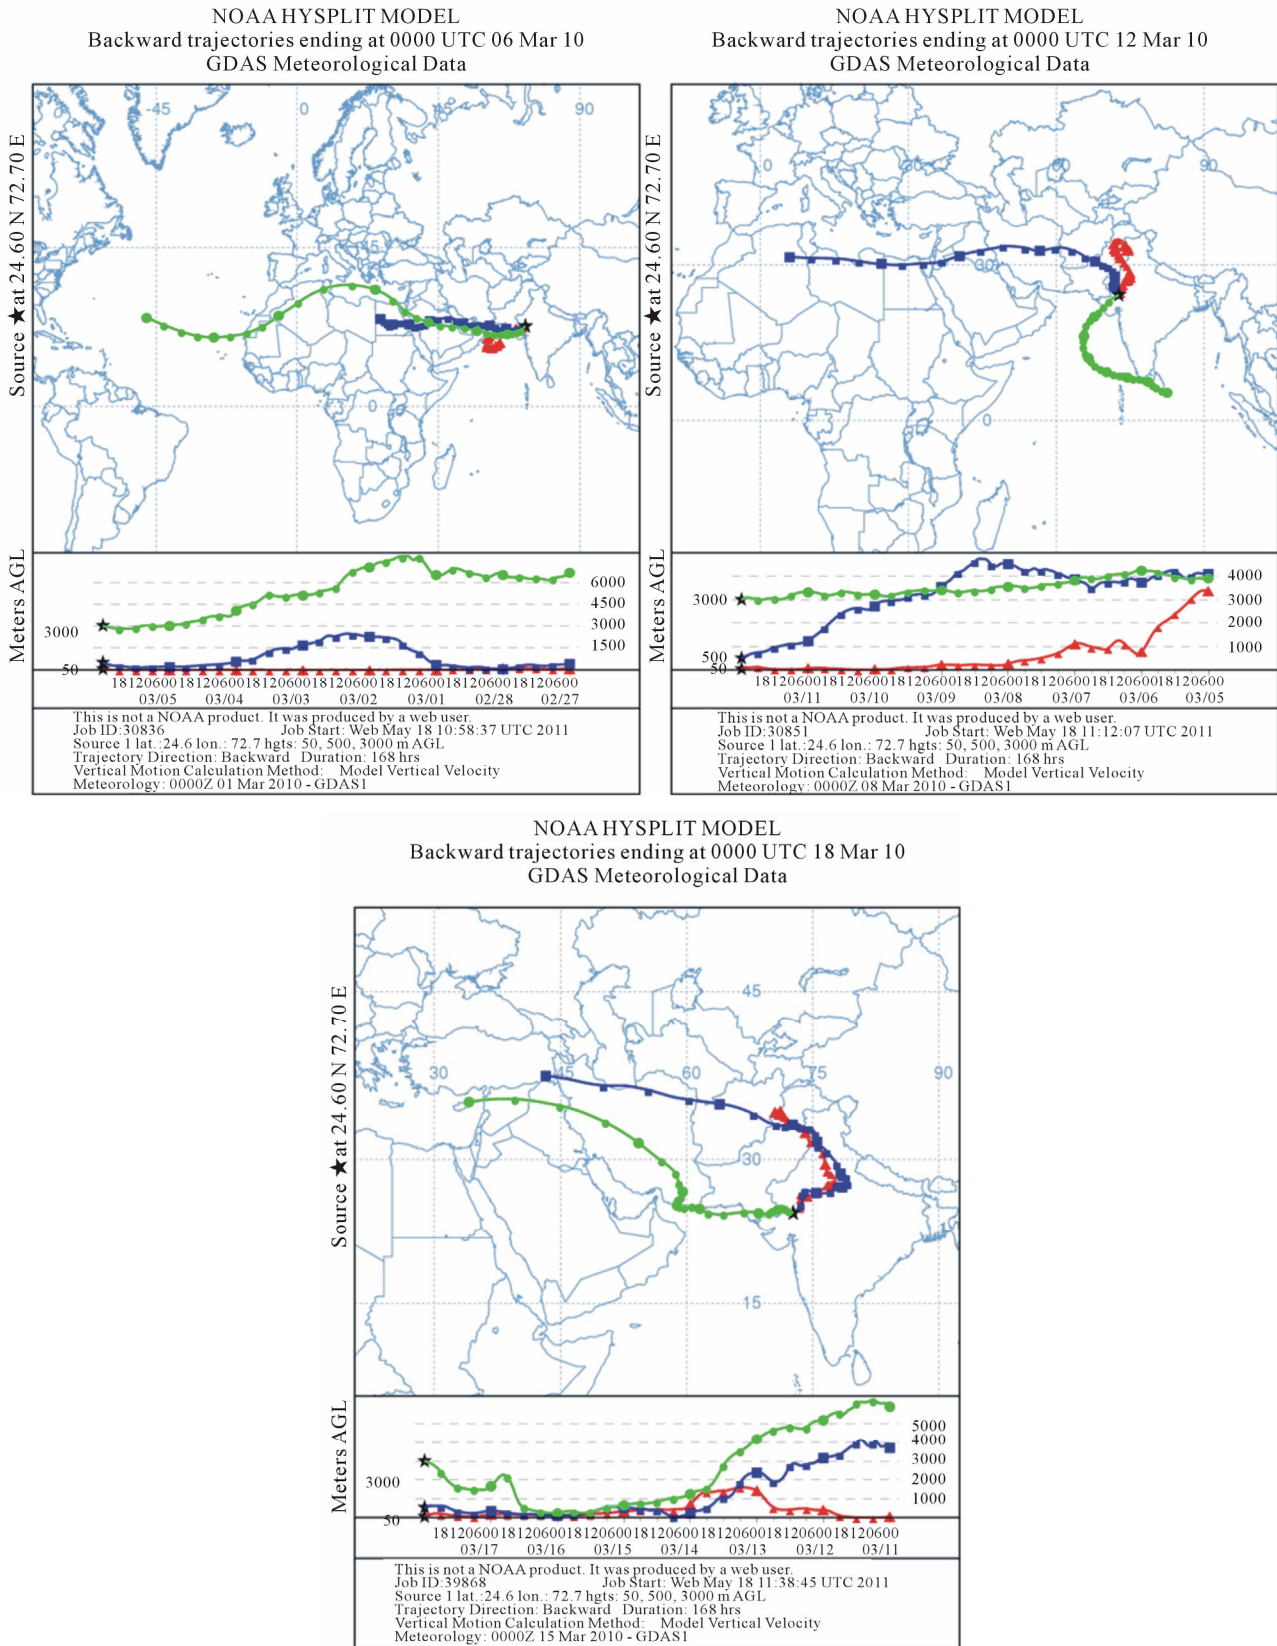 NOAA HYSPLIT MODEL
Backward trajectories ending at 0000 UTC 06 Mar 10
GDAS Meteorological Data
Source ★ at 24.60 N 72.70 E
45
0
90
45
0
Meters AGL
6000
4500
3000
1500
3000
50
18120600181206001812060018120600181206001812060018120600
03/05 03/04 03/03 03/02 03/01 02/28 02/27
This is not a NOAA product. It was produced by a web user.
Job ID:30836 Job Start: Wed May 18 10:58:37 UTC 2011
Source 1 lat.:24.6 lon.: 72.7 hgts: 50, 500, 3000 m AGL
Trajectory Direction: Backward Duration: 168 hrs
Vertical Motion Calculation Method: Model Vertical Velocity
Meteorology: 0000Z 01 Mar 2010 - GDAS1
NOAA HYSPLIT MODEL
Backward trajectories ending at 0000 UTC 12 Mar 10
GDAS Meteorological Data
Source ★ at 24.60 N 72.70 E
0
30
60
90
30
0
Meters AGL
4000
3000
2000
1000
3000
500
50
18120600181206001812060018120600181206001812060018120600
03/11 03/10 03/09 03/08 03/07 03/06 03/05
This is not a NOAA product. It was produced by a web user.
Job ID:30851 Job Start: Wed May 18 11:12:07 UTC 2011
Source 1 lat.:24.6 lon.: 72.7 hgts: 50, 500, 3000 m AGL
Trajectory Direction: Backward Duration: 168 hrs
Vertical Motion Calculation Method: Model Vertical Velocity
Meteorology: 0000Z 08 Mar 2010 - GDAS1
NOAA HYSPLIT MODEL
Backward trajectories ending at 0000 UTC 18 Mar 10
GDAS Meteorological Data
Source ★ at 24.60 N 72.70 E
45
30
45
60
75
90
30
15
Meters AGL
5000
4000
3000
2000
1000
3000
50
18120600181206001812060018120600181206001812060018120600
03/17 03/16 03/15 03/14 03/13 03/12 03/11
This is not a NOAA product. It was produced by a web user.
Job ID:39868 Job Start: Wed May 18 11:38:45 UTC 2011
Source 1 lat.:24.6 lon.: 72.7 hgts: 50, 500, 3000 m AGL
Trajectory Direction: Backward Duration: 168 hrs
Vertical Motion Calculation Method: Model Vertical Velocity
Meteorology: 0000Z 15 Mar 2010 - GDAS1